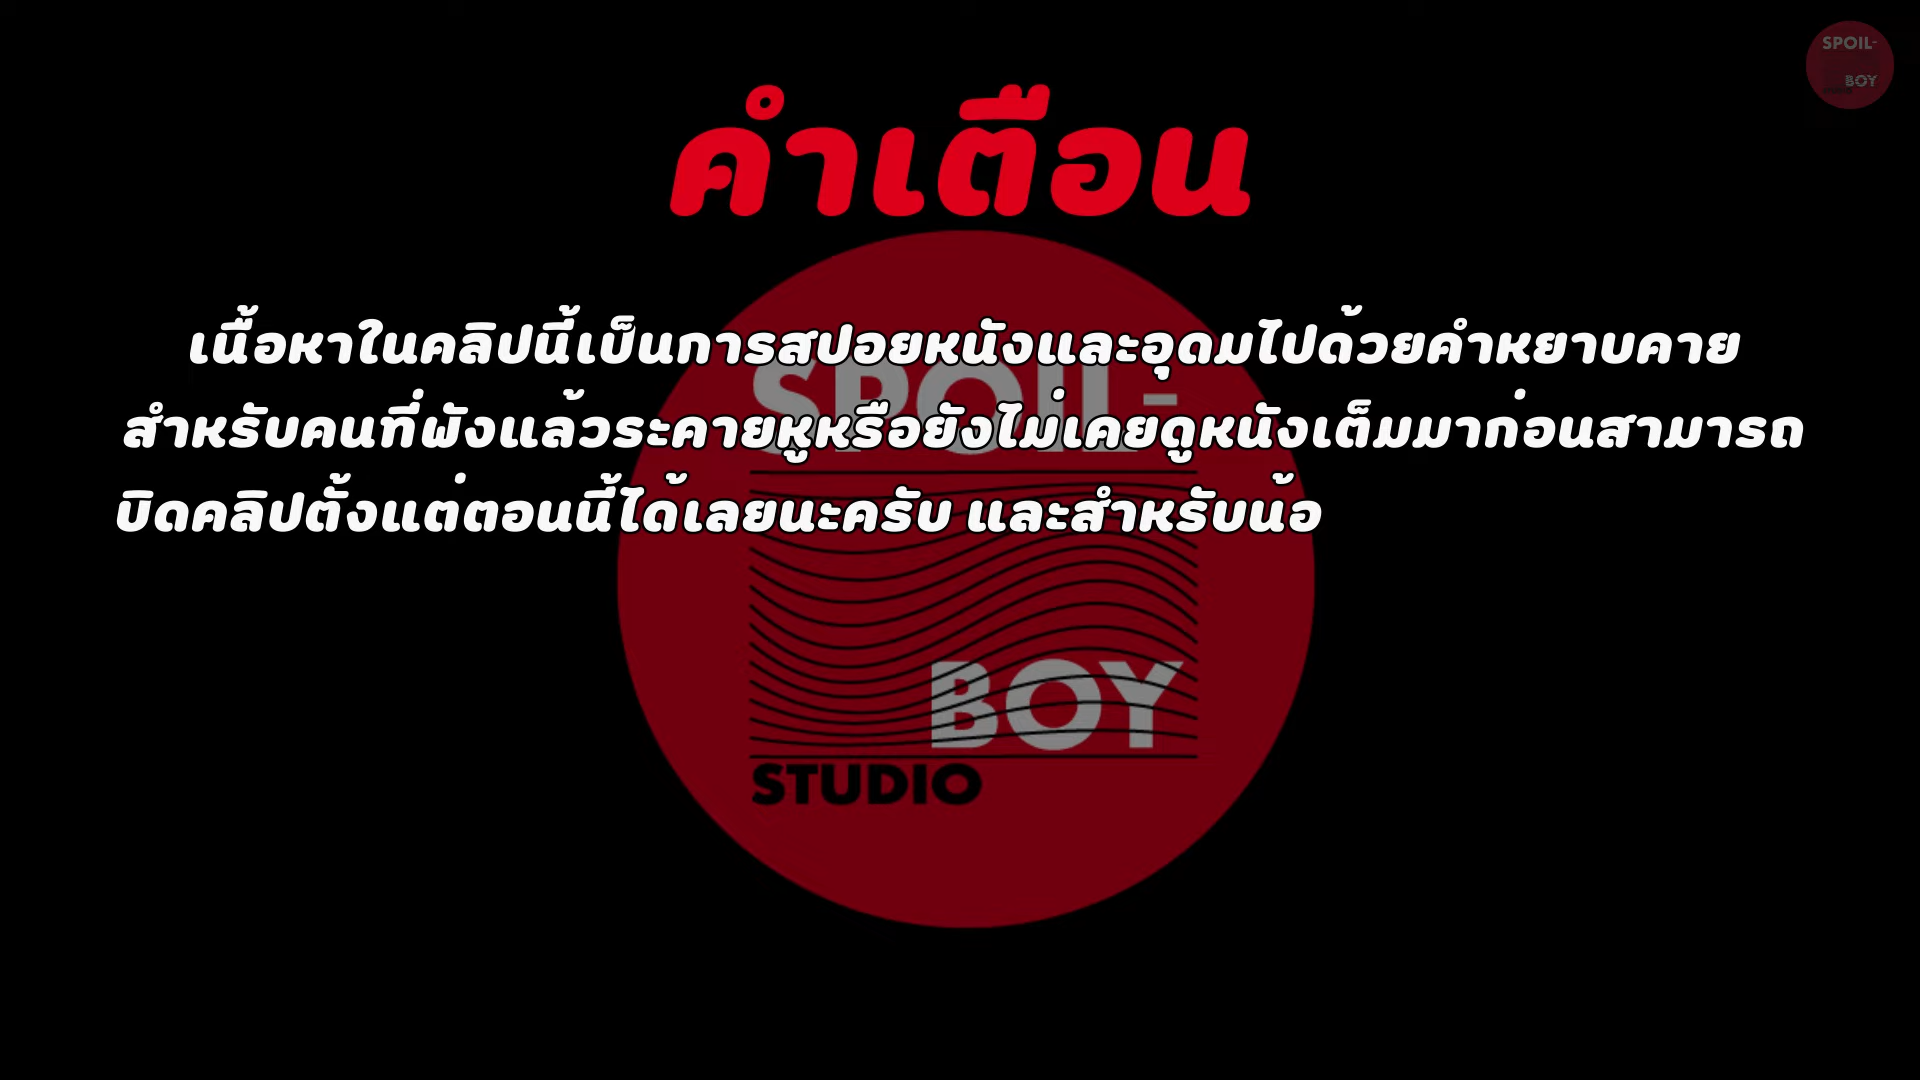 SPOIL-
BOY
คำเตือน
เนื้อหาในคลิปนี้เป็นการสปอยหนังและอุดมไปด้วยคำหยาบคาย
สำหรับคนที่ฟังแล้วระคายหูหรือยังไม่เคยดูหนังเต็มมาก่อนสามารถ
ปิดคลิปตั้งแต่ตอนนี้ได้เลยนะครับ และสำหรับน้อ
SPOIL-
BOY
STUDIO